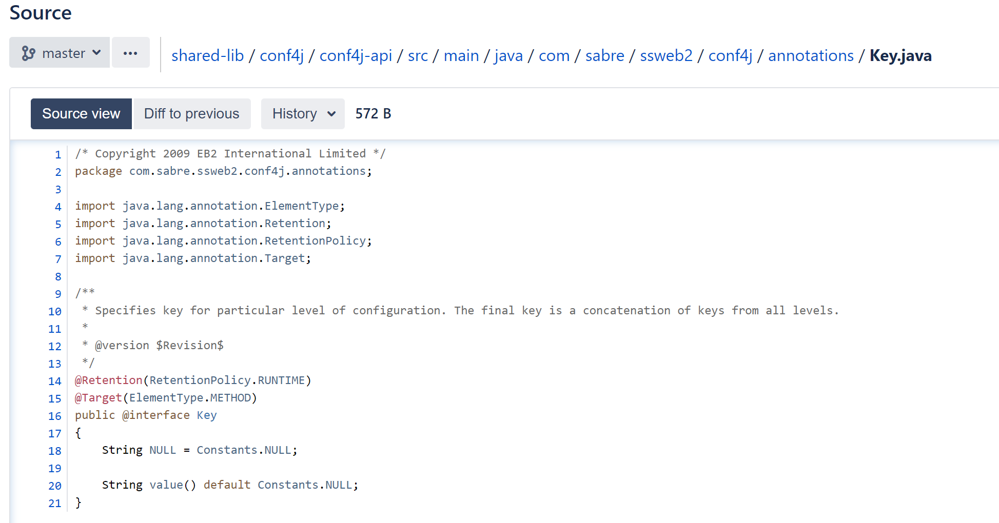 Source
master ••• shared-lib / conf4j / conf4j-api / src / main / java / com / sabre / ssweb2 / conf4j / annotations / Key.java
Source view Diff to previous History 572 B
1 /* Copyright 2009 EB2 International Limited */
2 package com.sabre.ssweb2.conf4j.annotations;
3
4 import java.lang.annotation.ElementType;
5 import java.lang.annotation.Retention;
6 import java.lang.annotation.RetentionPolicy;
7 import java.lang.annotation.Target;
8
9 /**
10  * Specifies key for particular level of configuration. The final key is a concatenation of keys from all levels.
11  *
12  * @version $Revision$
13  */
14 @Retention(RetentionPolicy.RUNTIME)
15 @Target(ElementType.METHOD)
16 public @interface Key
17 {
18     String NULL = Constants.NULL;
19
20     String value() default Constants.NULL;
21 }